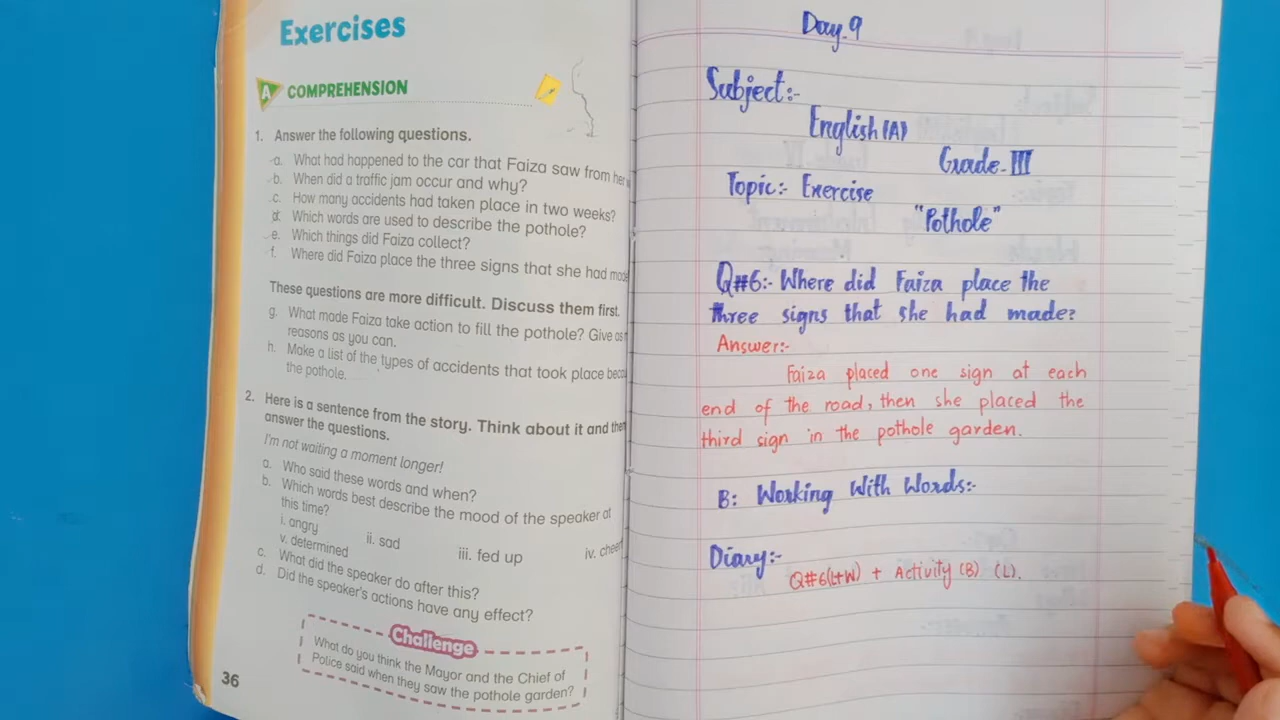 Exercises
A COMPREHENSION
1. Answer the following questions.
a. What had happened to the car that Faiza saw from her
b. When did a traffic jam occur and why?
c. How many accidents had taken place in two weeks?
d. Which words are used to describe the pothole?
e. Which things did Faiza collect?
f. Where did Faiza place the three signs that she had made
These questions are more difficult. Discuss them first.
g. What made Faiza take action to fill the pothole? Give as
reasons as you can.
h. Make a list of the types of accidents that took place
the pothole.
2. Here is a sentence from the story. Think about it and then
answer the questions.
I'm not waiting a moment longer!
a. Who said these words and when?
b. Which words best describe the mood of the speaker at
this time?
i. angry ii. sad iii. fed up iv.
v. determined
c. What did the speaker do after this?
d. Did the speaker's actions have any effect?
Challenge
What do you think the Mayor and the Chief of
Police said when they saw the pothole garden?
36
Day.9
Subject:-
English (A)
Grade-III
Topic:- Exercise
"Pothole"
Q#6:- Where did Faiza place the
three signs that she had made?
Answer:-
Faiza placed one sign at each
end of the road, then she placed the
third sign in the pothole garden.
B: Working With Words:-
Diary:-
Q#6(L+W) + Activity (B) (L).